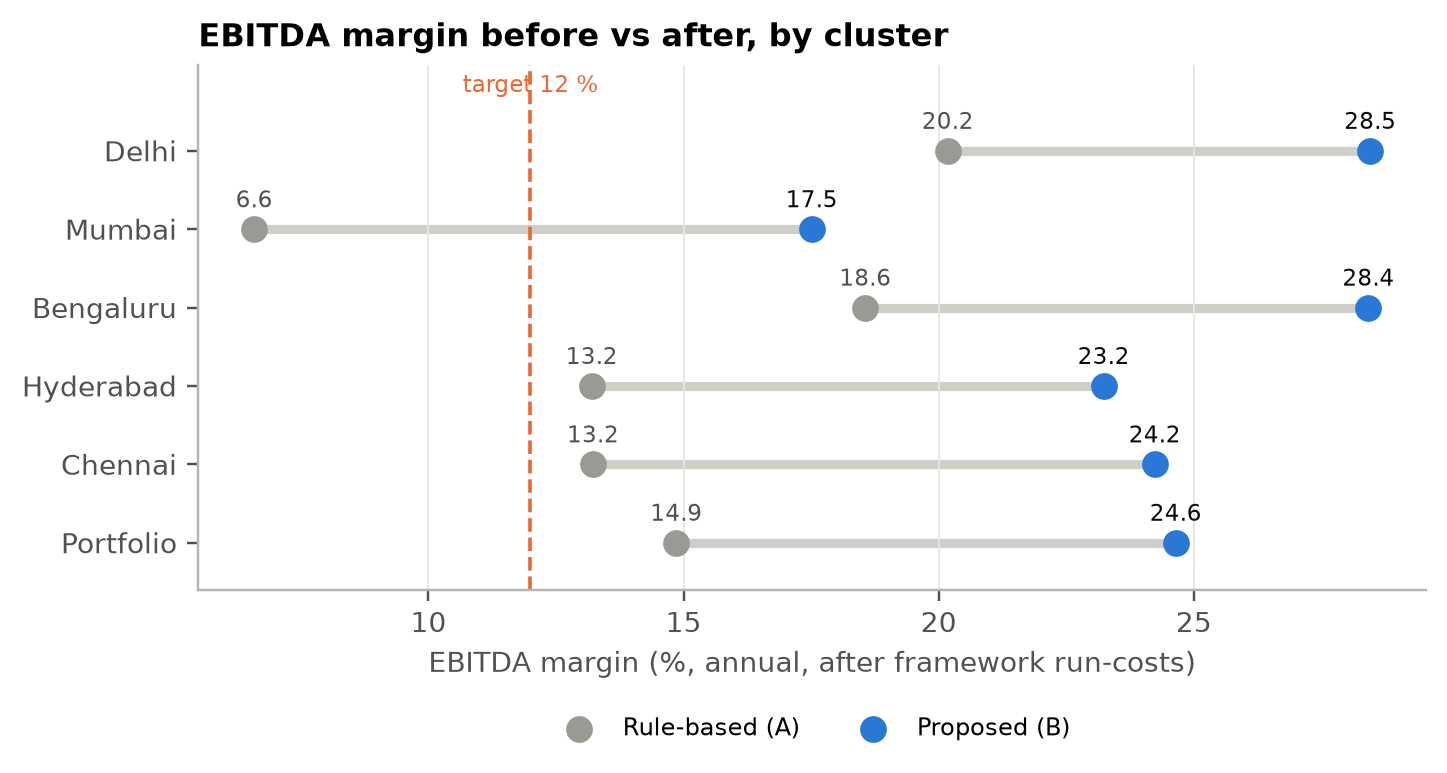 EBITDA margin before vs after, by cluster
target 12 %
Delhi 20.2 28.5
Mumbai 6.6 17.5
Bengaluru 18.6 28.4
Hyderabad 13.2 23.2
Chennai 13.2 24.2
Portfolio 14.9 24.6
10 15 20 25
EBITDA margin (%, annual, after framework run-costs)
Rule-based (A) Proposed (B)